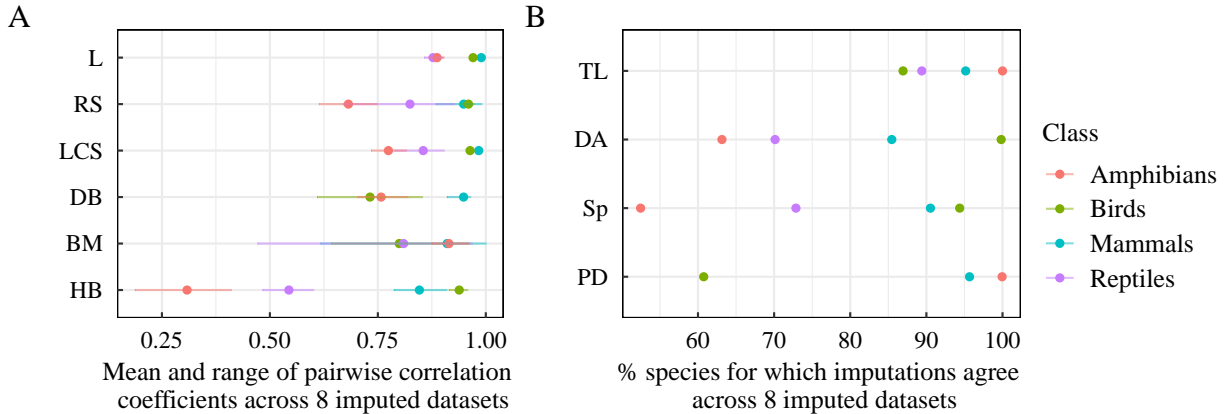 A
L
RS
LCS
DB
BM
HB
0.25 0.50 0.75 1.00
Mean and range of pairwise correlation
coefficients across 8 imputed datasets
B
TL
DA
Sp
PD
60 70 80 90 100
% species for which imputations agree
across 8 imputed datasets
Class
Amphibians
Birds
Mammals
Reptiles